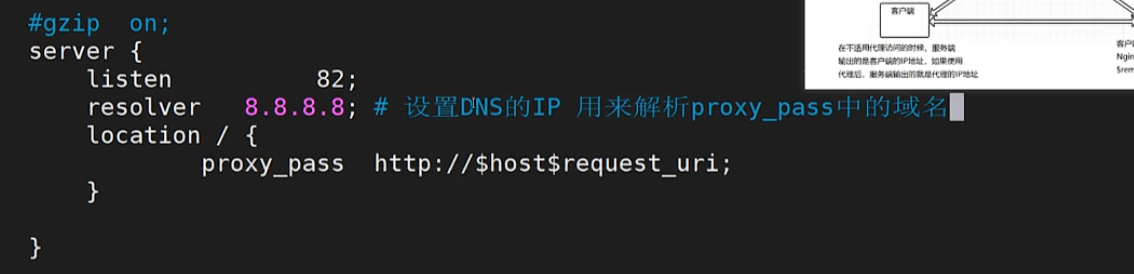 #gzip  on;
server {
    listen          82;
    resolver   8.8.8.8; # 设置DNS的IP 用来解析proxy_pass中的域名
    location / {
            proxy_pass  http://$host$request_uri;
    }
}
客户端
在不适用代理访问的时候，服务端
输出的是客户端的IP地址，如果使用
代理后，服务端输出的就是代理的IP地址
客户
Ngin
$rem